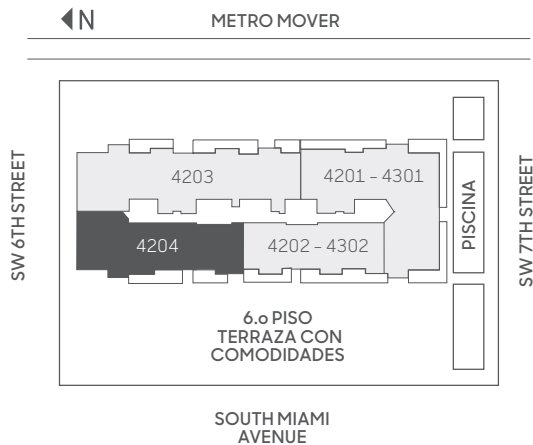 N
METRO MOVER
SW 6TH STREET
4203
4201 – 4301
4204
4202 – 4302
PISCINA
SW 7TH STREET
6.o PISO
TERRAZA CON
COMODIDADES
SOUTH MIAMI
AVENUE